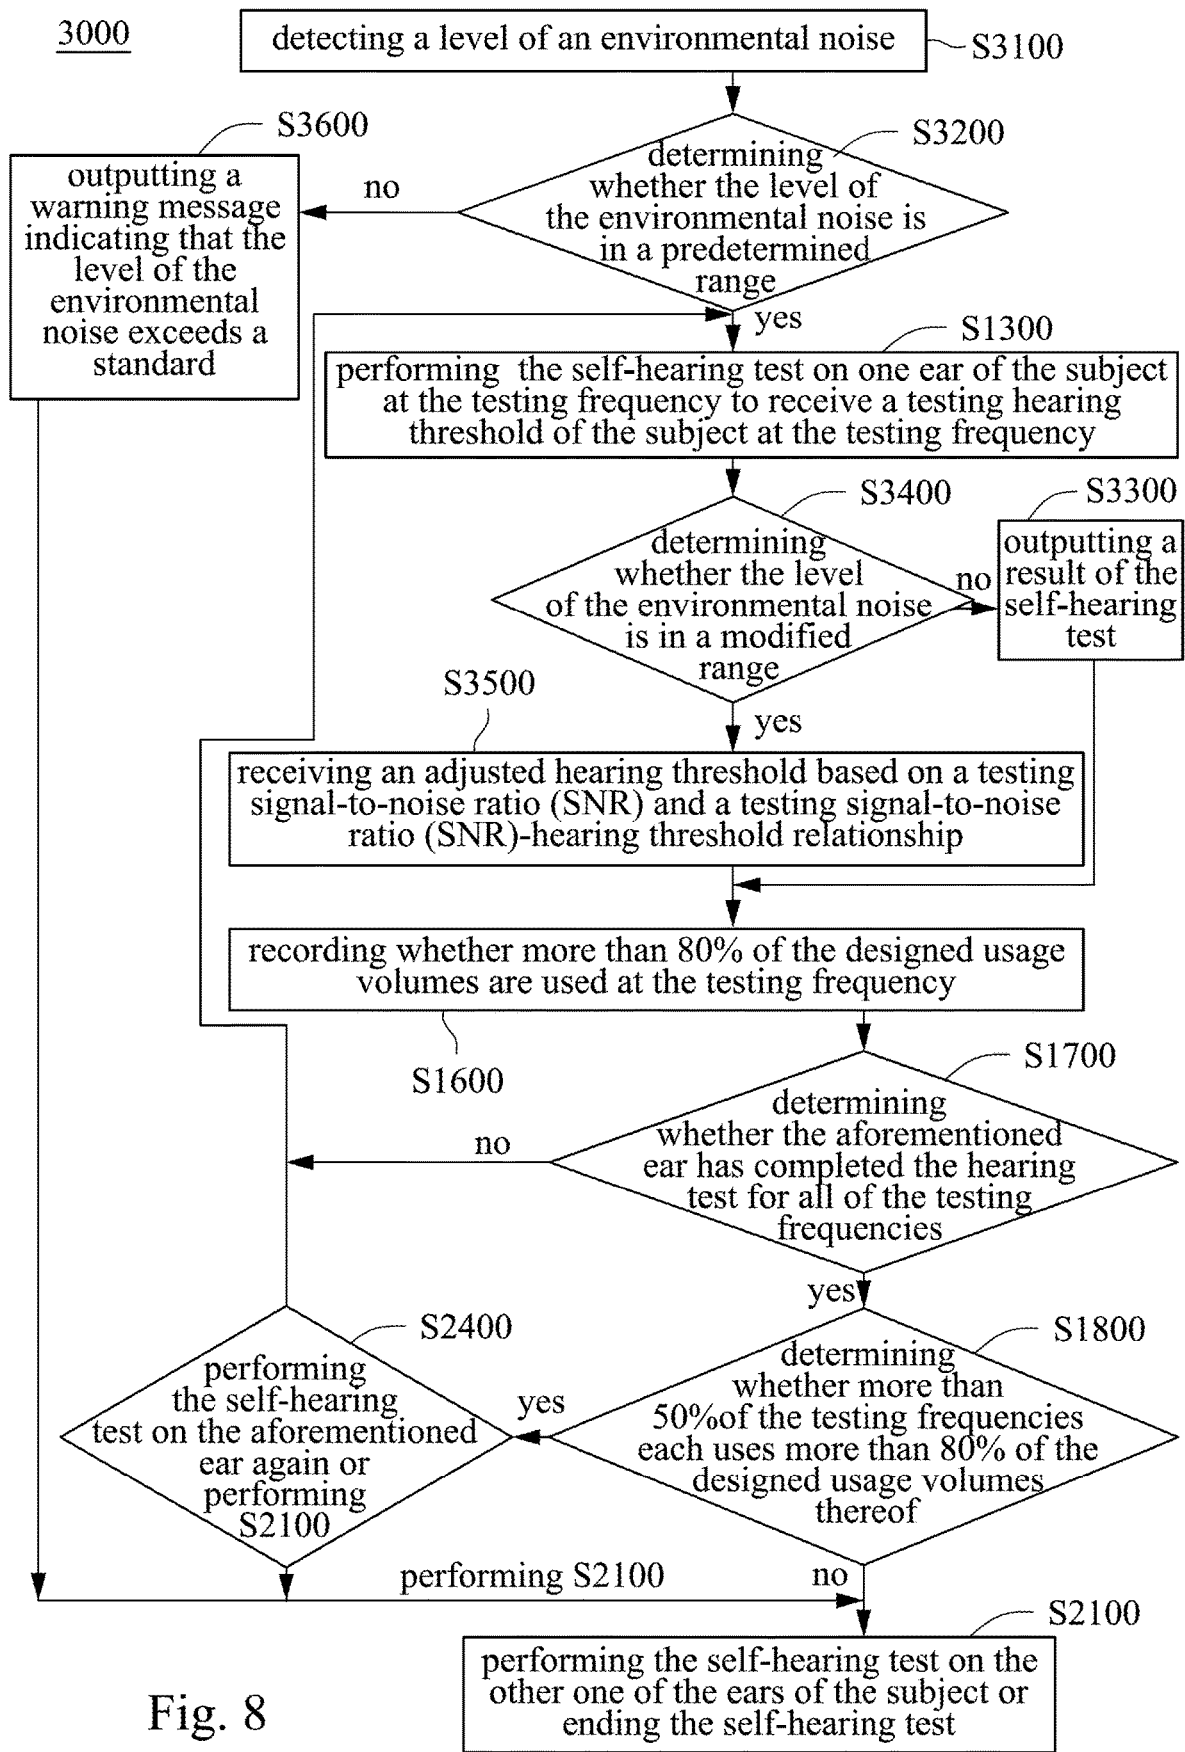 3000
detecting a level of an environmental noise
S3100
S3600
S3200
determining
whether the level of
the environmental noise is
in a predetermined
range
no
outputting a
warning message
indicating that the
level of the
environmental
noise exceeds a
standard
yes
S1300
performing the self-hearing test on one ear of the subject
at the testing frequency to receive a testing hearing
threshold of the subject at the testing frequency
S3400
S3300
determining
whether the level
of the environmental noise
is in a modified
range
no
outputting a
result of the
self-hearing
test
S3500
yes
receiving an adjusted hearing threshold based on a testing
signal-to-noise ratio (SNR) and a testing signal-to-noise
ratio (SNR)-hearing threshold relationship
recording whether more than 80% of the designed usage
volumes are used at the testing frequency
S1600
S1700
determining
whether the aforementioned
ear has completed the hearing
test for all of the testing
frequencies
no
yes
S2400
S1800
performing
the self-hearing
test on the aforementioned
ear again or
performing
S2100
yes
determining
whether more than
50%of the testing frequencies
each uses more than 80% of the
designed usage volumes
thereof
performing S2100
no
S2100
performing the self-hearing test on the
other one of the ears of the subject or
ending the self-hearing test
Fig. 8